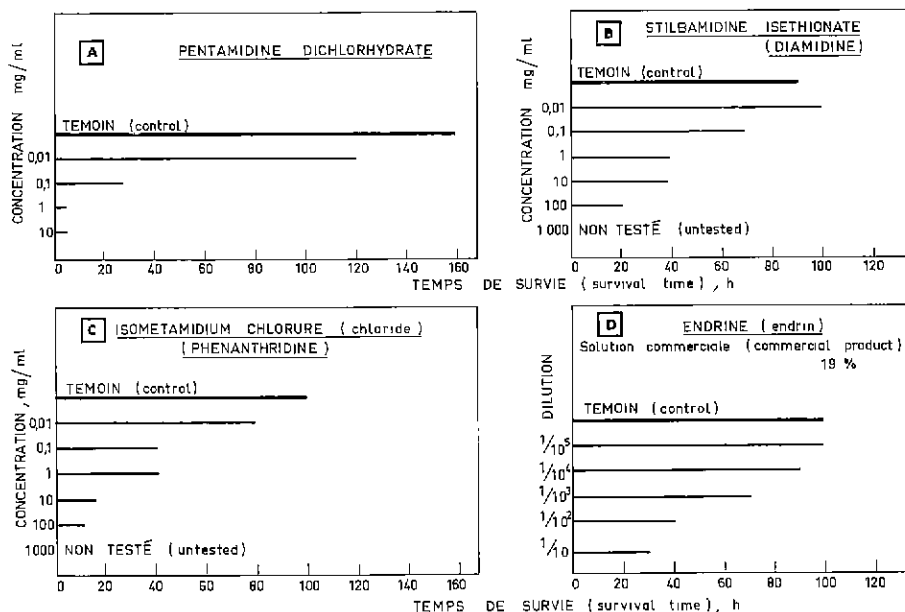 A
PENTAMIDINE DICHLORHYDRATE
CONCENTRATION mg/ml
TEMOIN (control)
0,01
0,1
1
10
0 20 40 60 80 100 120 140 160
TEMPS DE SURVIE (survival time), h
B
STILBAMIDINE ISETHIONATE
(DIAMIDINE)
CONCENTRATION mg/ml
TEMOIN (control)
0,01
0,1
1
10
100
1 000 NON TESTÉ (untested)
0 20 40 60 80 100 120
C
ISOMETAMIDIUM CHLORURE (chloride)
(PHENANTHRIDINE)
CONCENTRATION, mg/ml
TEMOIN (control)
0,01
0,1
1
10
100
1000 NON TESTÉ (untested)
0 20 40 60 80 100 120 140 160
D
ENDRINE (endrin)
Solution commerciale (commercial product)
19 %
DILUTION
TEMOIN (control)
1/10⁵
1/10⁴
1/10³
1/10²
1/10
0 20 40 60 80 100 120
TEMPS DE SURVIE (survival time), h